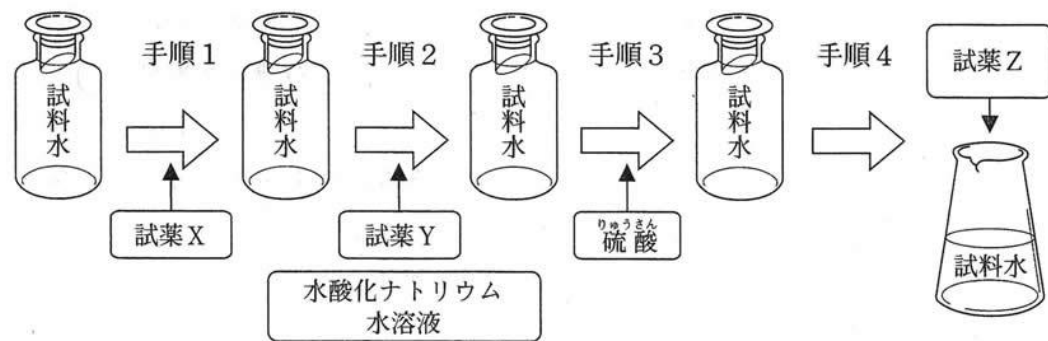 手順1
手順2
手順3
手順4
試薬Z
試料水
試料水
試料水
試料水
試薬X
試薬Y
りゅうさん
硫酸
試料水
水酸化ナトリウム
水溶液